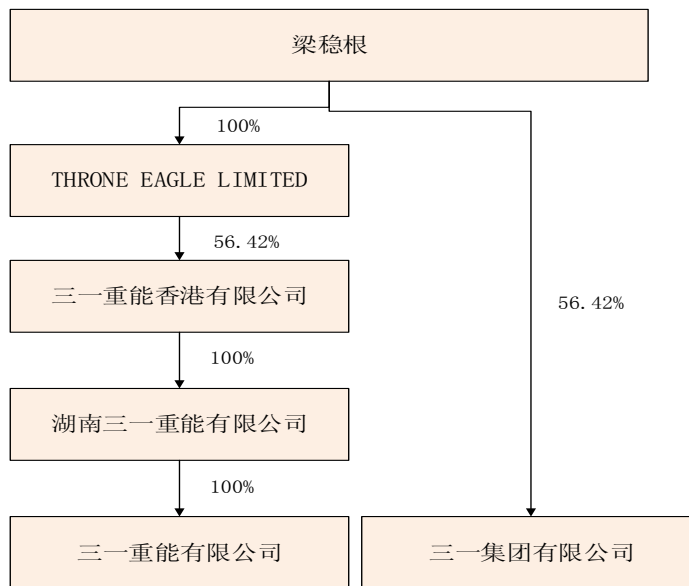 梁稳根
100%
THRONE EAGLE LIMITED
56.42%
三一重能香港有限公司
56.42%
100%
湖南三一重能有限公司
100%
三一重能有限公司
三一集团有限公司